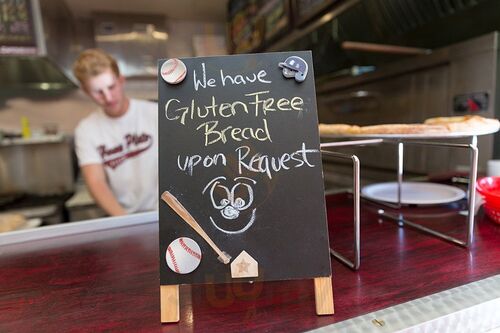 We have
Gluten Free
Bread
upon Request